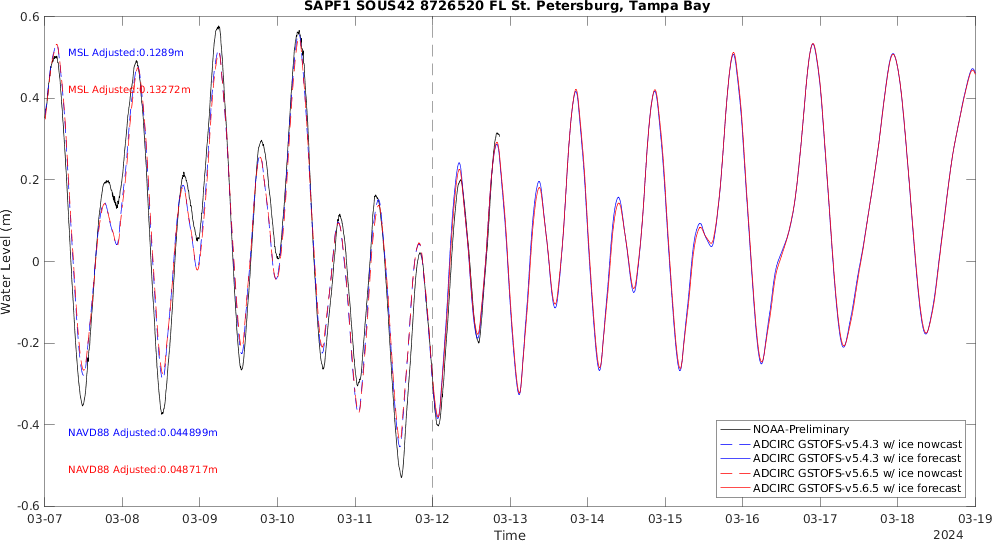 SAPF1 SOUS42 8726520 FL St. Petersburg, Tampa Bay
0.6
0.4
0.2
0
-0.2
-0.4
-0.6
Water Level (m)
MSL Adjusted:0.1289m
MSL Adjusted:0.13272m
NAVD88 Adjusted:0.044899m
NAVD88 Adjusted:0.048717m
NOAA-Preliminary
ADCIRC GSTOFS-v5.4.3 w/ ice nowcast
ADCIRC GSTOFS-v5.4.3 w/ ice forecast
ADCIRC GSTOFS-v5.6.5 w/ ice nowcast
ADCIRC GSTOFS-v5.6.5 w/ ice forecast
03-07 03-08 03-09 03-10 03-11 03-12 03-13 03-14 03-15 03-16 03-17 03-18 03-19
Time
2024